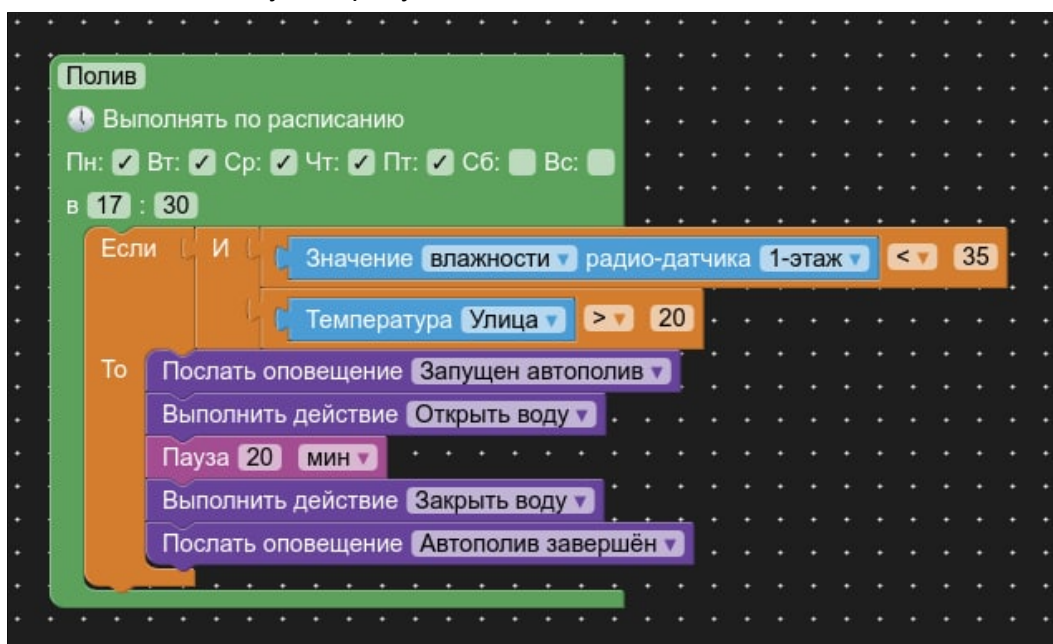 Полив
Выполнять по расписанию
Пн: Вт: Ср: Чт: Пт: Сб: Вс:
в 17 : 30
Если И Значение влажности радио-датчика 1-этаж < 35
Температура Улица > 20
То Послать оповещение Запущен автополив
Выполнить действие Открыть воду
Пауза 20 мин
Выполнить действие Закрыть воду
Послать оповещение Автополив завершён